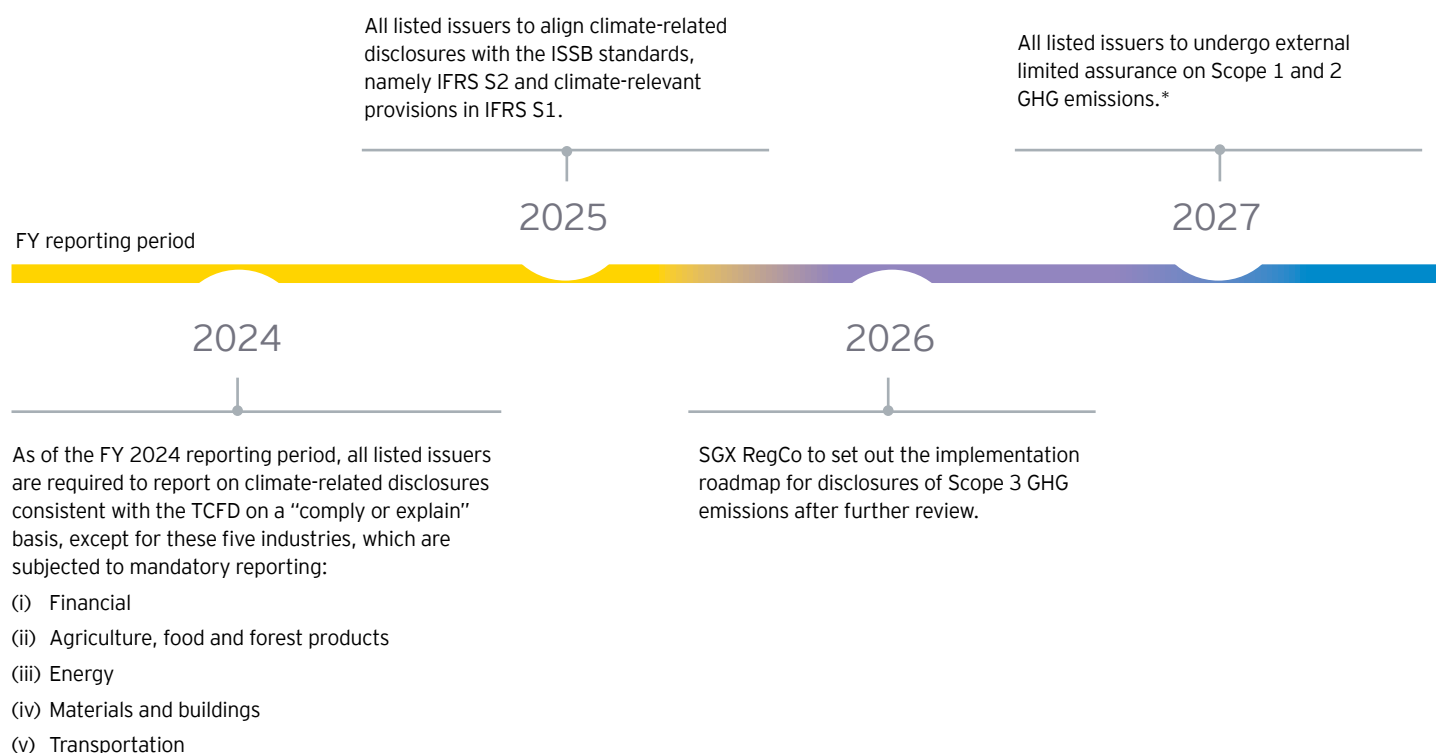 All listed issuers to align climate-related
disclosures with the ISSB standards,
namely IFRS S2 and climate-relevant
provisions in IFRS S1.
All listed issuers to undergo external
limited assurance on Scope 1 and 2
GHG emissions.*
2025
2027
FY reporting period
2024
2026
As of the FY 2024 reporting period, all listed issuers
are required to report on climate-related disclosures
consistent with the TCFD on a “comply or explain”
basis, except for these five industries, which are
subjected to mandatory reporting:
(i) Financial
(ii) Agriculture, food and forest products
(iii) Energy
(iv) Materials and buildings
(v) Transportation
SGX RegCo to set out the implementation
roadmap for disclosures of Scope 3 GHG
emissions after further review.